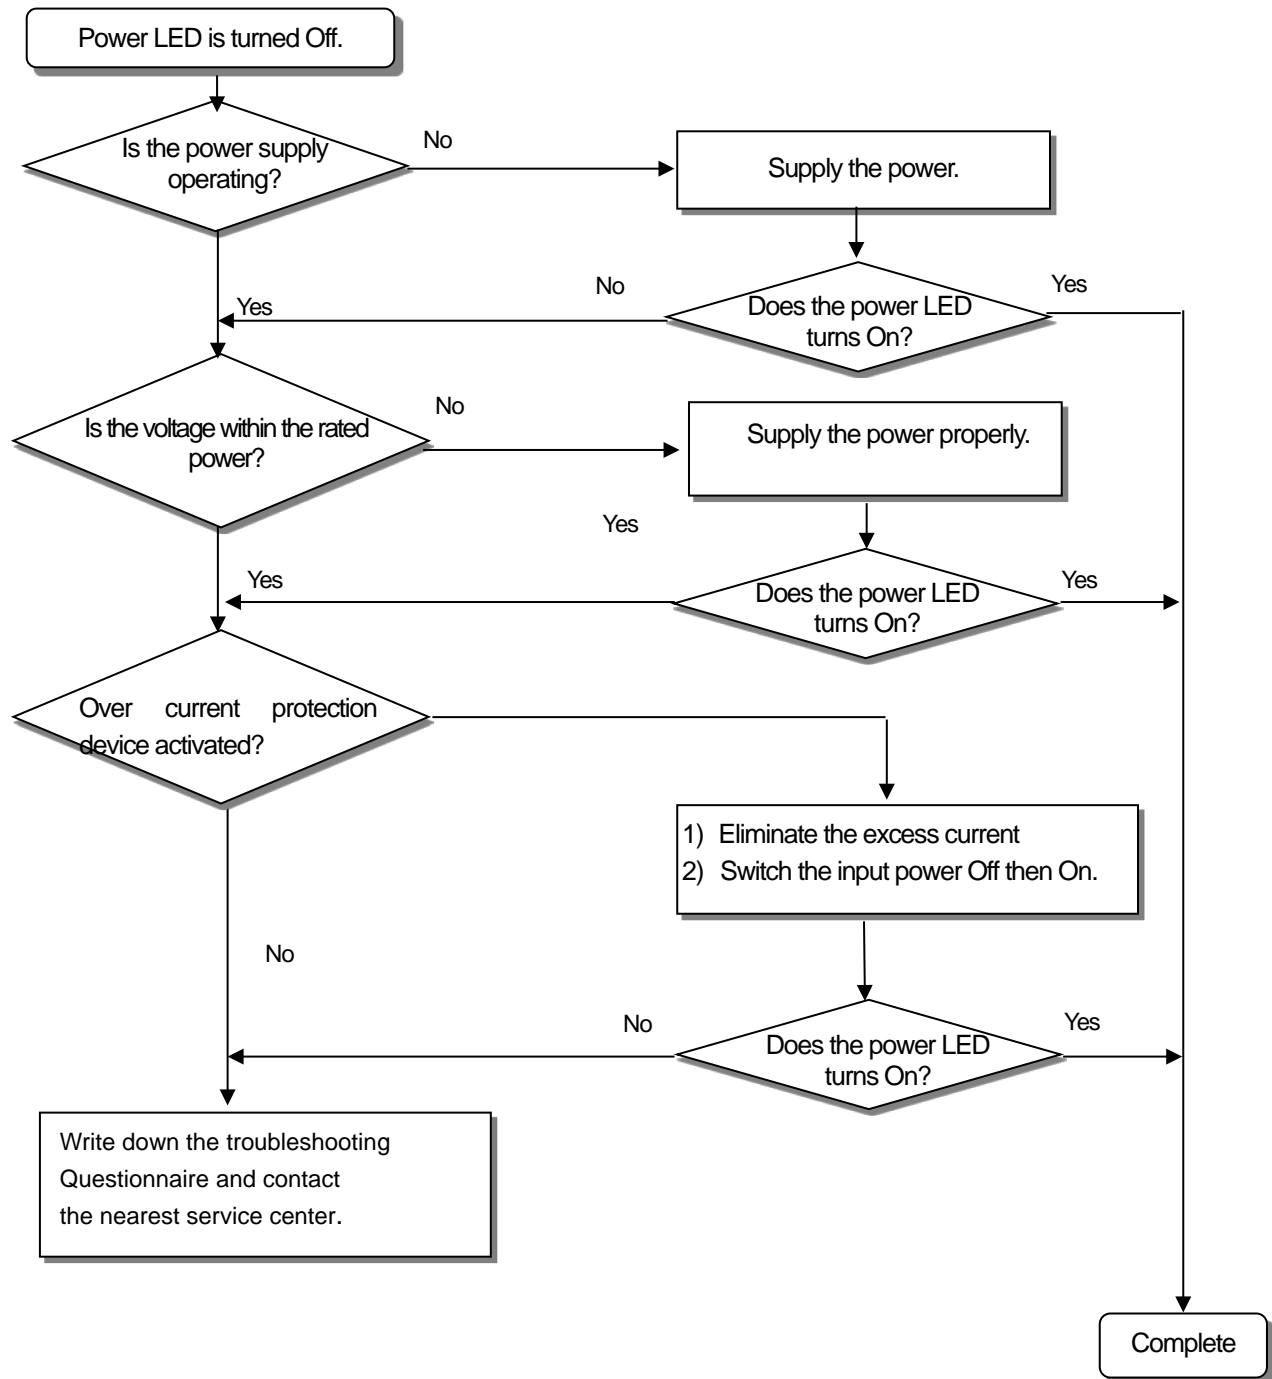 Power LED is turned Off.
Is the power supply
operating?
No
Supply the power.
Yes
No
Does the power LED
turns On?
Yes
Is the voltage within the rated
power?
No
Supply the power properly.
Yes
Yes
Does the power LED
turns On?
Yes
Over current protection
device activated?
1) Eliminate the excess current
2) Switch the input power Off then On.
No
No
Does the power LED
turns On?
Yes
Write down the troubleshooting
Questionnaire and contact
the nearest service center.
Complete